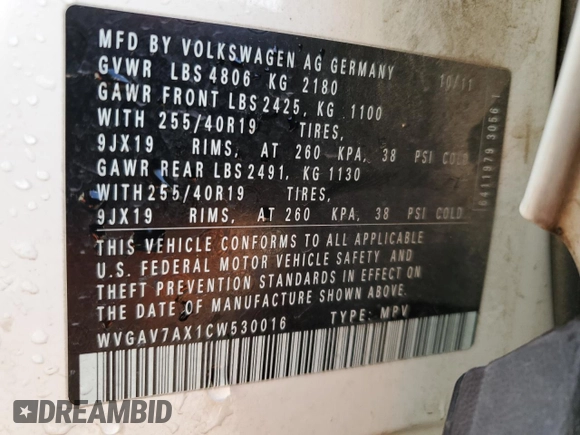 MFD BY VOLKSWAGEN AG GERMANY 10/11
GVWR LBS 4806 KG 2180
GAWR FRONT LBS 2425, KG 1100
WITH 255/40R19 TIRES,
9JX19 RIMS, AT 260 KPA, 38 PSI COLD
GAWR REAR LBS 2491, KG 1130
WITH 255/40R19 TIRES,
9JX19 RIMS, AT 260 KPA, 38 PSI COLD.
THIS VEHICLE CONFORMS TO ALL APPLICABLE
U.S. FEDERAL MOTOR VEHICLE SAFETY AND
THEFT PREVENTION STANDARDS IN EFFECT ON
THE DATE OF MANUFACTURE SHOWN ABOVE.
WVGAV7AX1CW530016 TYPE: MPV
DREAMBID